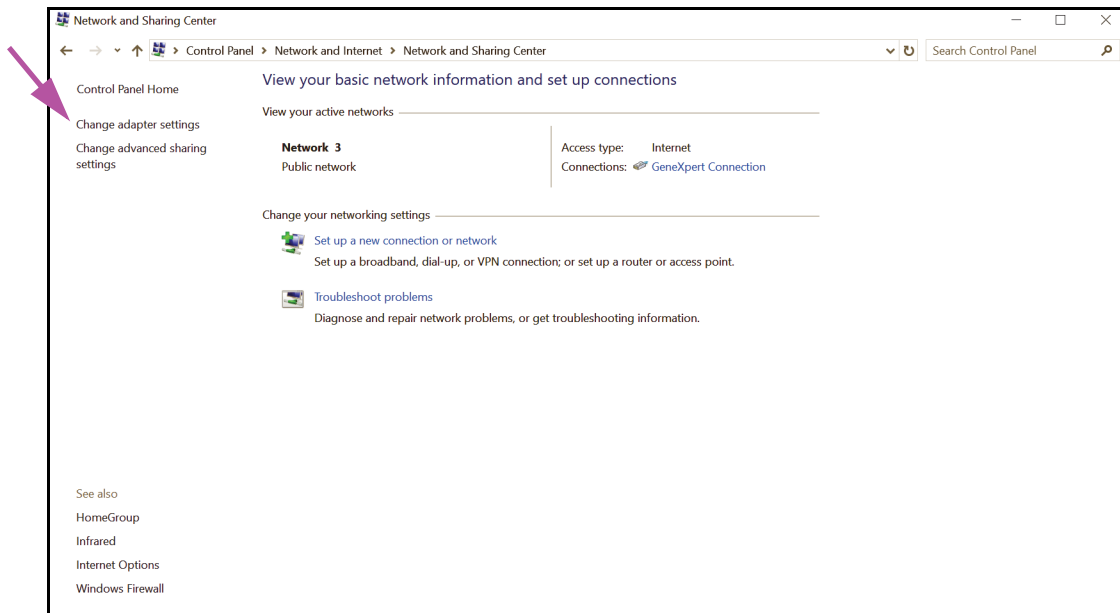 Network and Sharing Center
Control Panel > Network and Internet > Network and Sharing Center
Search Control Panel
Control Panel Home
Change adapter settings
Change advanced sharing
settings
View your basic network information and set up connections
View your active networks
Network 3
Public network
Access type: Internet
Connections: GeneXpert Connection
Change your networking settings
Set up a new connection or network
Set up a broadband, dial-up, or VPN connection; or set up a router or access point.
Troubleshoot problems
Diagnose and repair network problems, or get troubleshooting information.
See also
HomeGroup
Infrared
Internet Options
Windows Firewall